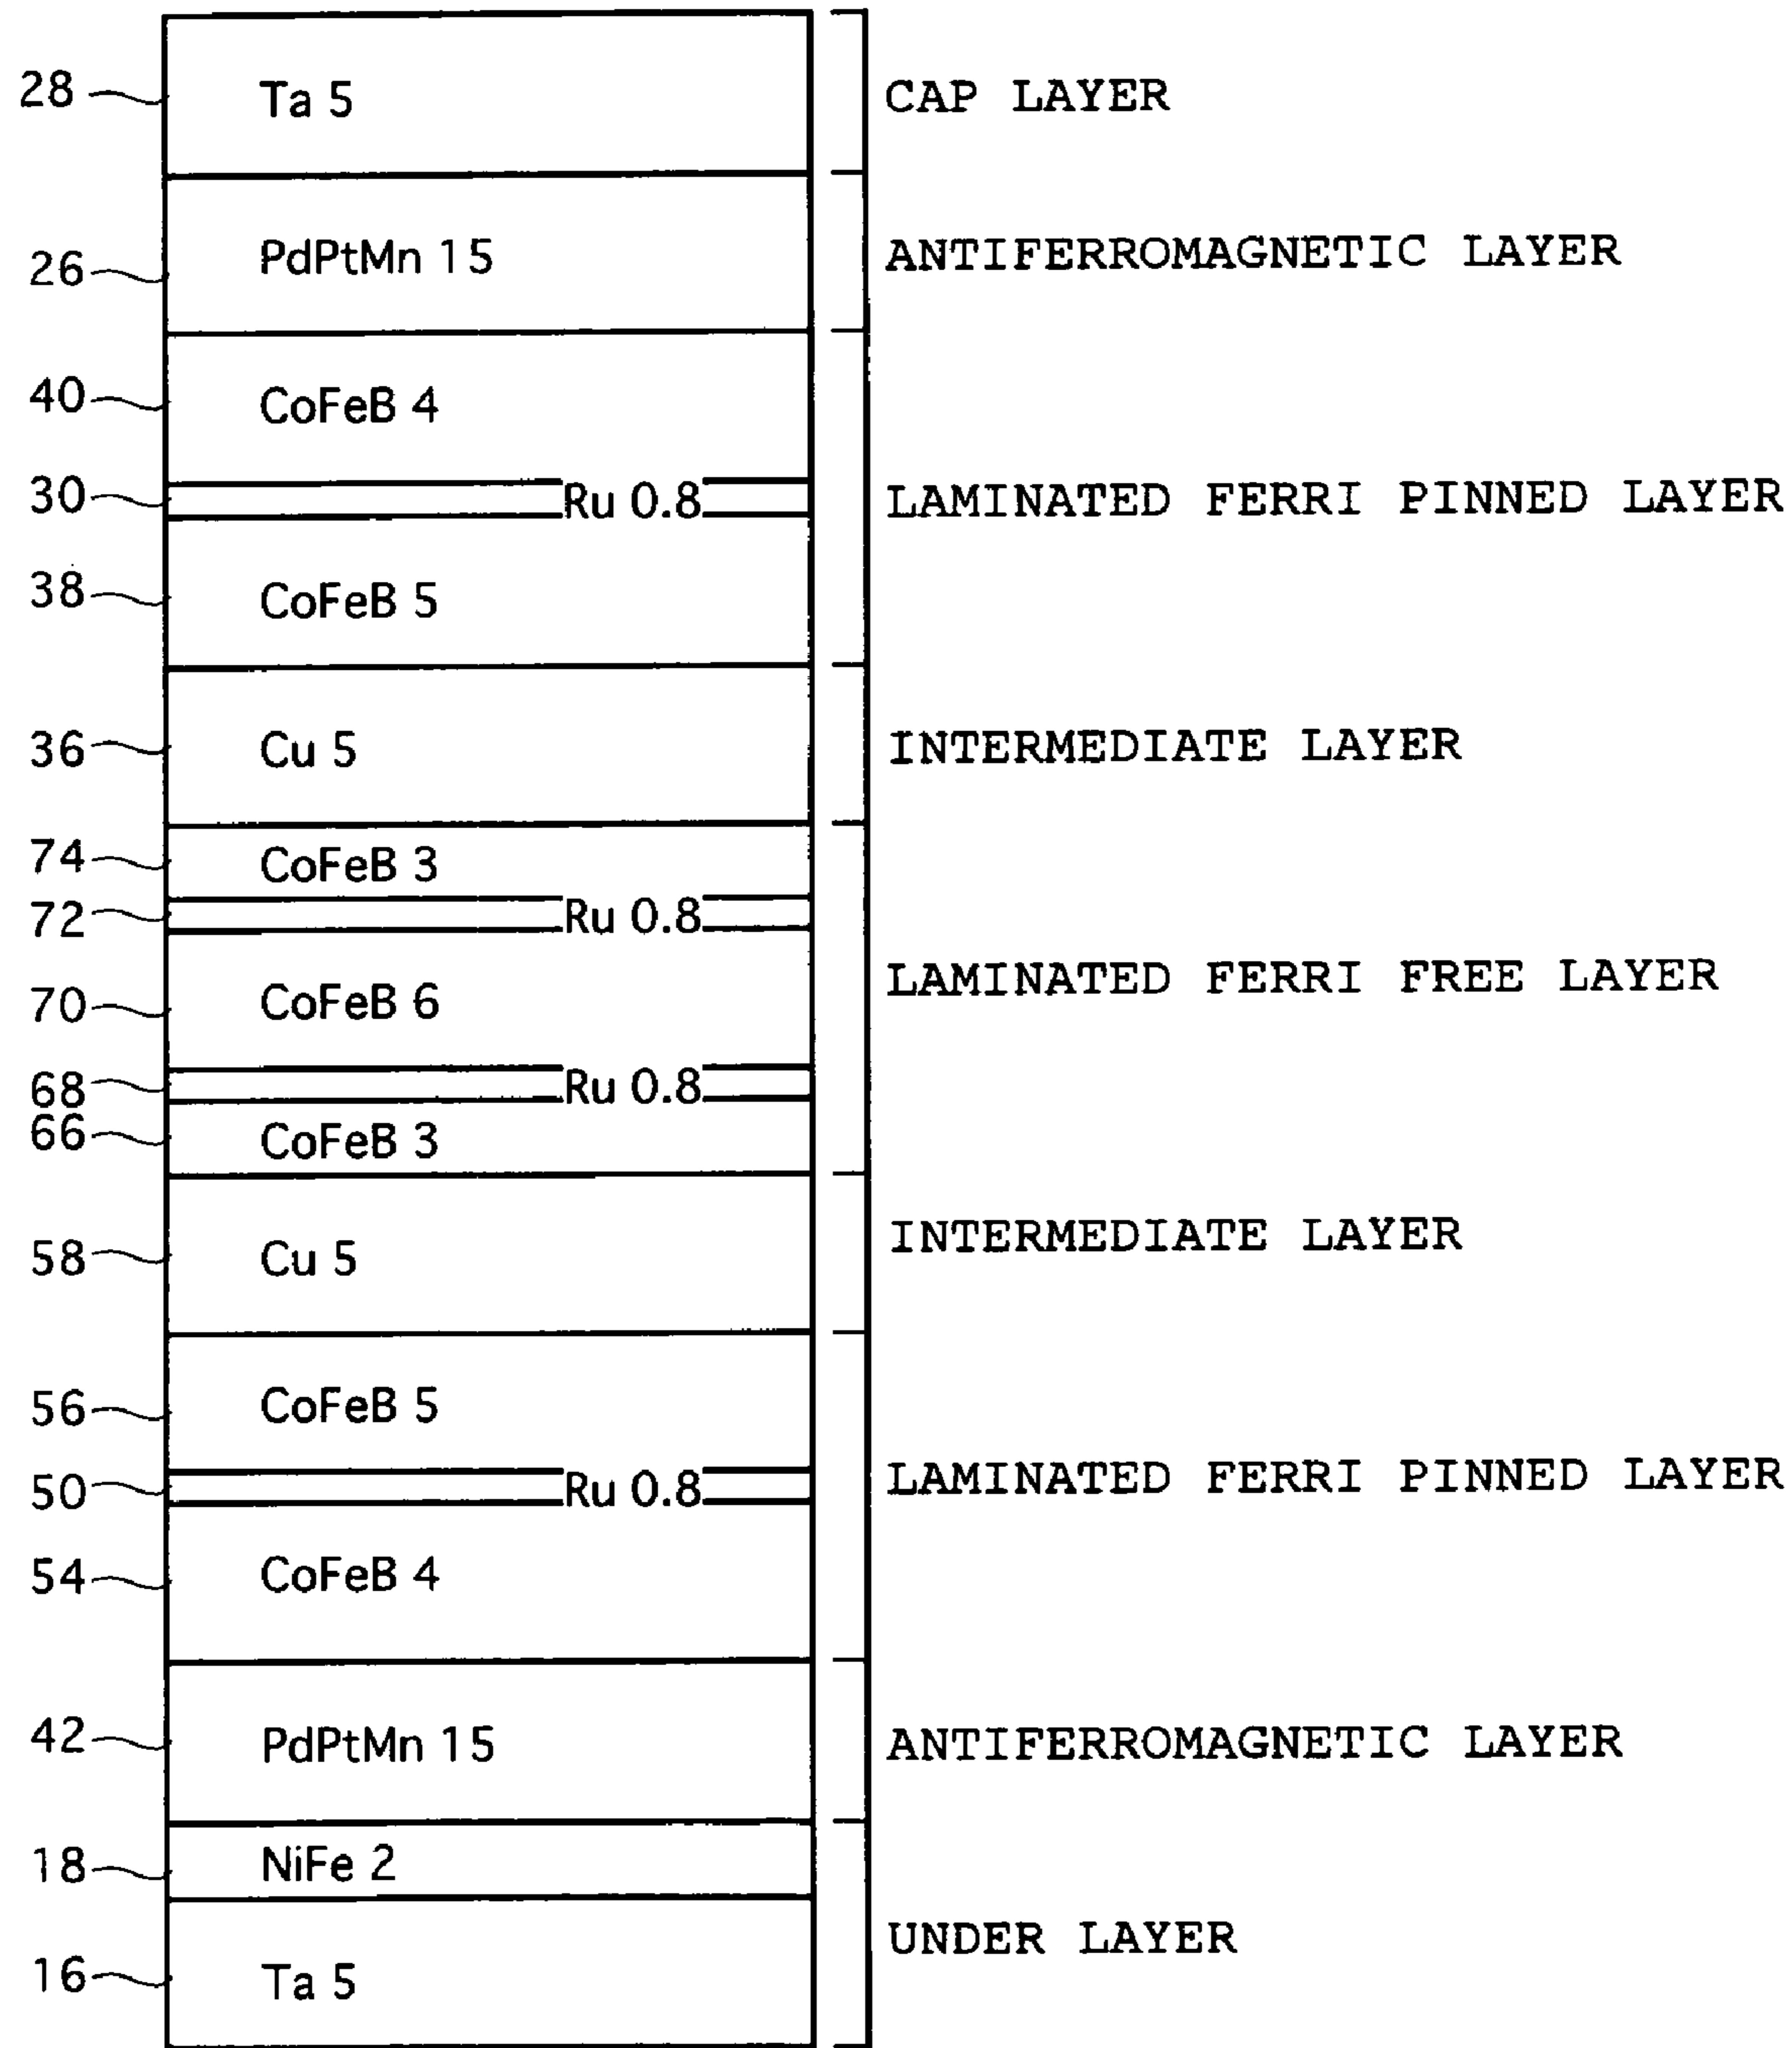 28 Ta 5 CAP LAYER
26 PdPtMn 15 ANTIFERROMAGNETIC LAYER
40 CoFeB 4
30 Ru 0.8 LAMINATED FERRI PINNED LAYER
38 CoFeB 5
36 Cu 5 INTERMEDIATE LAYER
74 CoFeB 3
72 Ru 0.8
LAMINATED FERRI FREE LAYER
70 CoFeB 6
68 Ru 0.8
66 CoFeB 3
58 Cu 5 INTERMEDIATE LAYER
56 CoFeB 5
50 Ru 0.8 LAMINATED FERRI PINNED LAYER
54 CoFeB 4
42 PdPtMn 15 ANTIFERROMAGNETIC LAYER
18 NiFe 2
UNDER LAYER
16 Ta 5